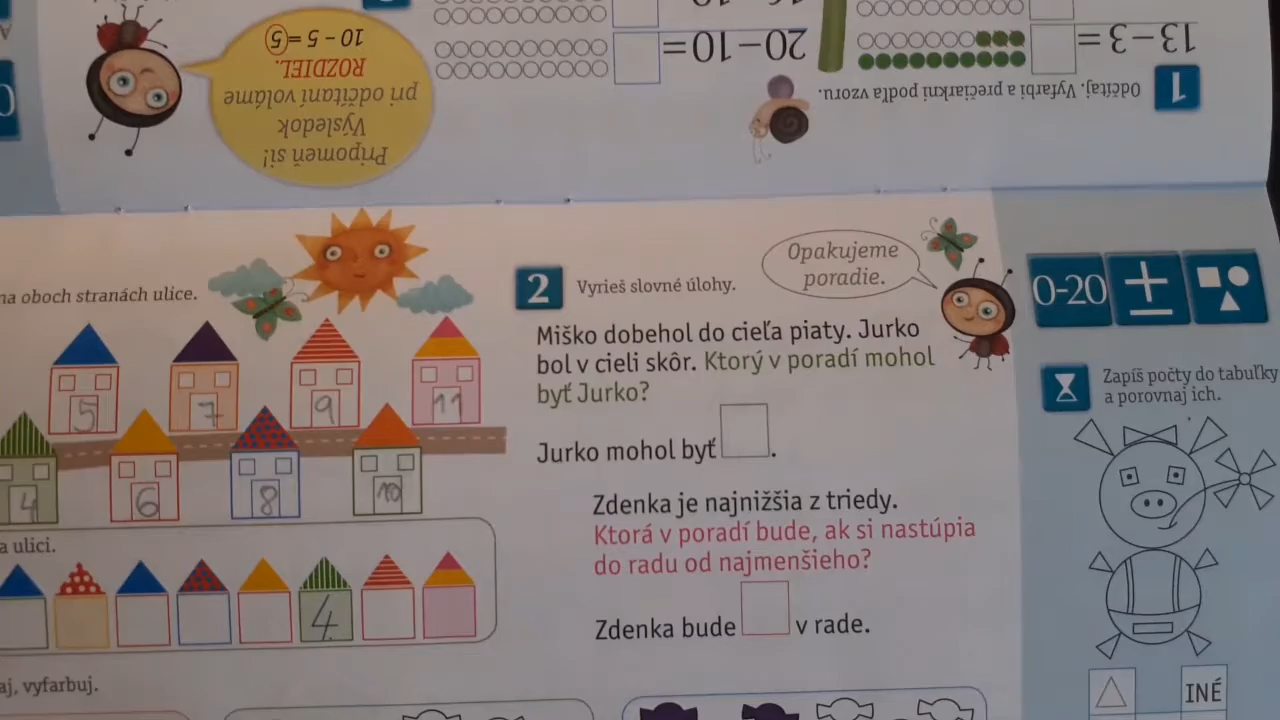 1 Odčítaj. Vyfarbi a prečiarkni podľa vzoru.
13 – 3 =
20 – 10 =
Pripomeň si!
Výsledok
pri odčítaní voláme
ROZDIEL.
10 – 5 = 5
na oboch stranách ulice.
5
7
9
11
4
6
8
10
a ulici.
4
aj, vyfarbuj.
2 Vyrieš slovné úlohy.
Opakujeme
poradie.
Miško dobehol do cieľa piaty. Jurko
bol v cieli skôr. Ktorý v poradí mohol
byť Jurko?
Jurko mohol byť .
Zdenka je najnižšia z triedy.
Ktorá v poradí bude, ak si nastúpia
do radu od najmenšieho?
Zdenka bude v rade.
0-20
+
–
Zapíš počty do tabuľky
a porovnaj ich.
INÉ